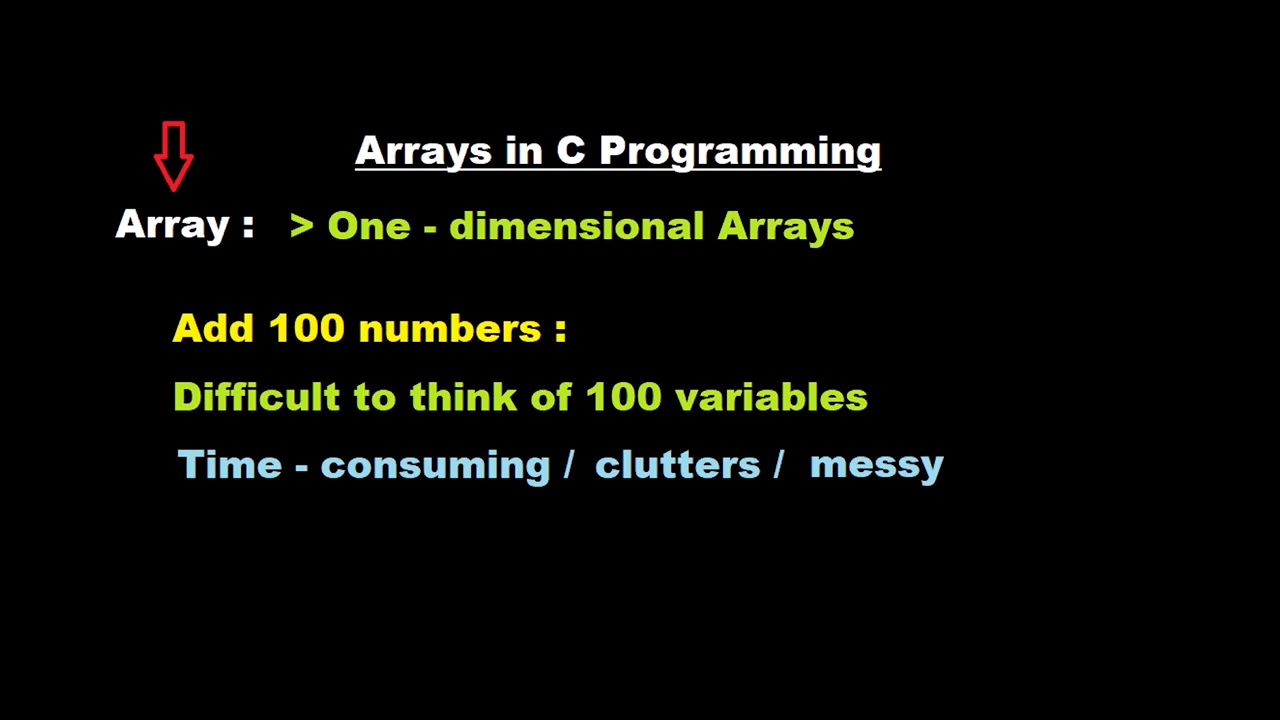 Arrays in C Programming
Array : > One - dimensional Arrays
Add 100 numbers :
Difficult to think of 100 variables
Time - consuming / clutters / messy